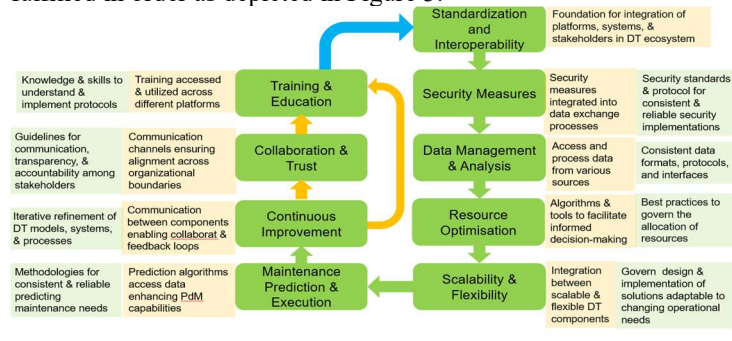 in order as depicted in Figure
Standardization
and
Interoperability
Foundation for integration of
platforms, systems, &
stakeholders in DT ecosystem
Knowledge & skills to
understand &
implement protocols
Training accessed
& utilized across
different platforms
Training &
Education
Security Measures
Security
measures
integrated into
data exchange
processes
Security standards
& protocol for
consistent &
reliable security
implementations
Guidelines for
communication,
transparency, &
accountability among
stakeholders
Communication
channels ensuring
alignment across
organizational
boundaries
Collaboration &
Trust
Data Management
& Analysis
Access and
process data
from various
sources
Consistent data
formats, protocols,
and interfaces
Iterative refinement of
DT models, systems,
& processes
Communication
between components
enabling collaborat &
feedback loops
Continuous
Improvement
Resource
Optimisation
Algorithms &
tools to facilitate
informed
decision-making
Best practices to
govern the
allocation of
resources
Methodologies for
consistent & reliable
predicting
maintenance needs
Prediction algorithms
access data
enhancing PdM
capabilities
Maintenance
Prediction &
Execution
Scalability &
Flexibility
Integration
between
scalable &
flexible DT
components
Govern design &
implementation of
solutions adaptable to
changing operational
needs